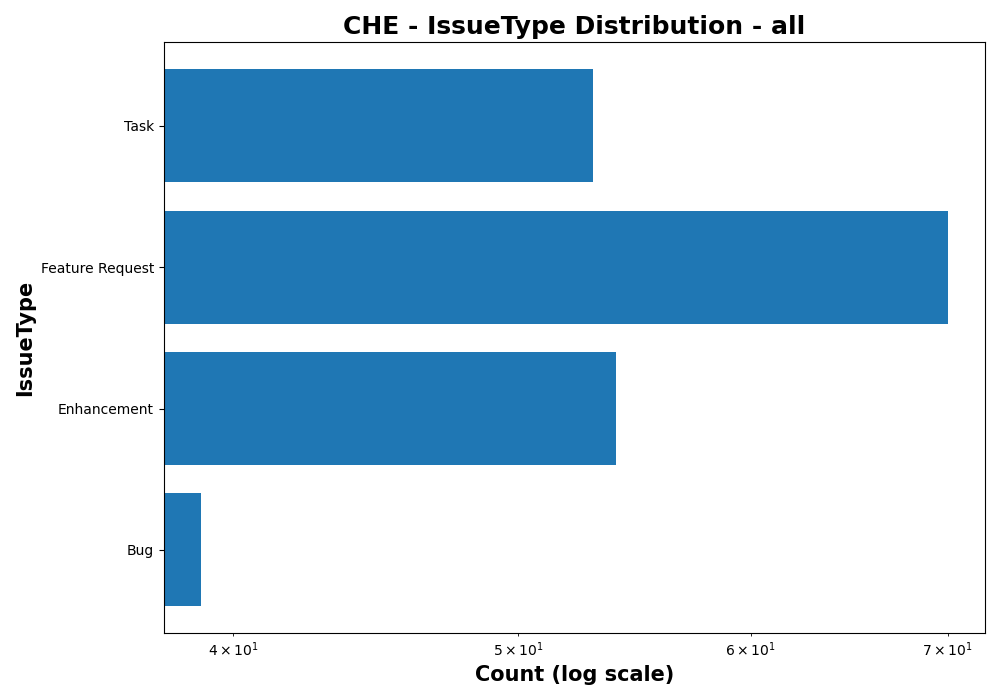 CHE - IssueType Distribution - all
IssueType
Task
Feature Request
Enhancement
Bug
4 × 10¹
5 × 10¹
6 × 10¹
7 × 10¹
Count (log scale)